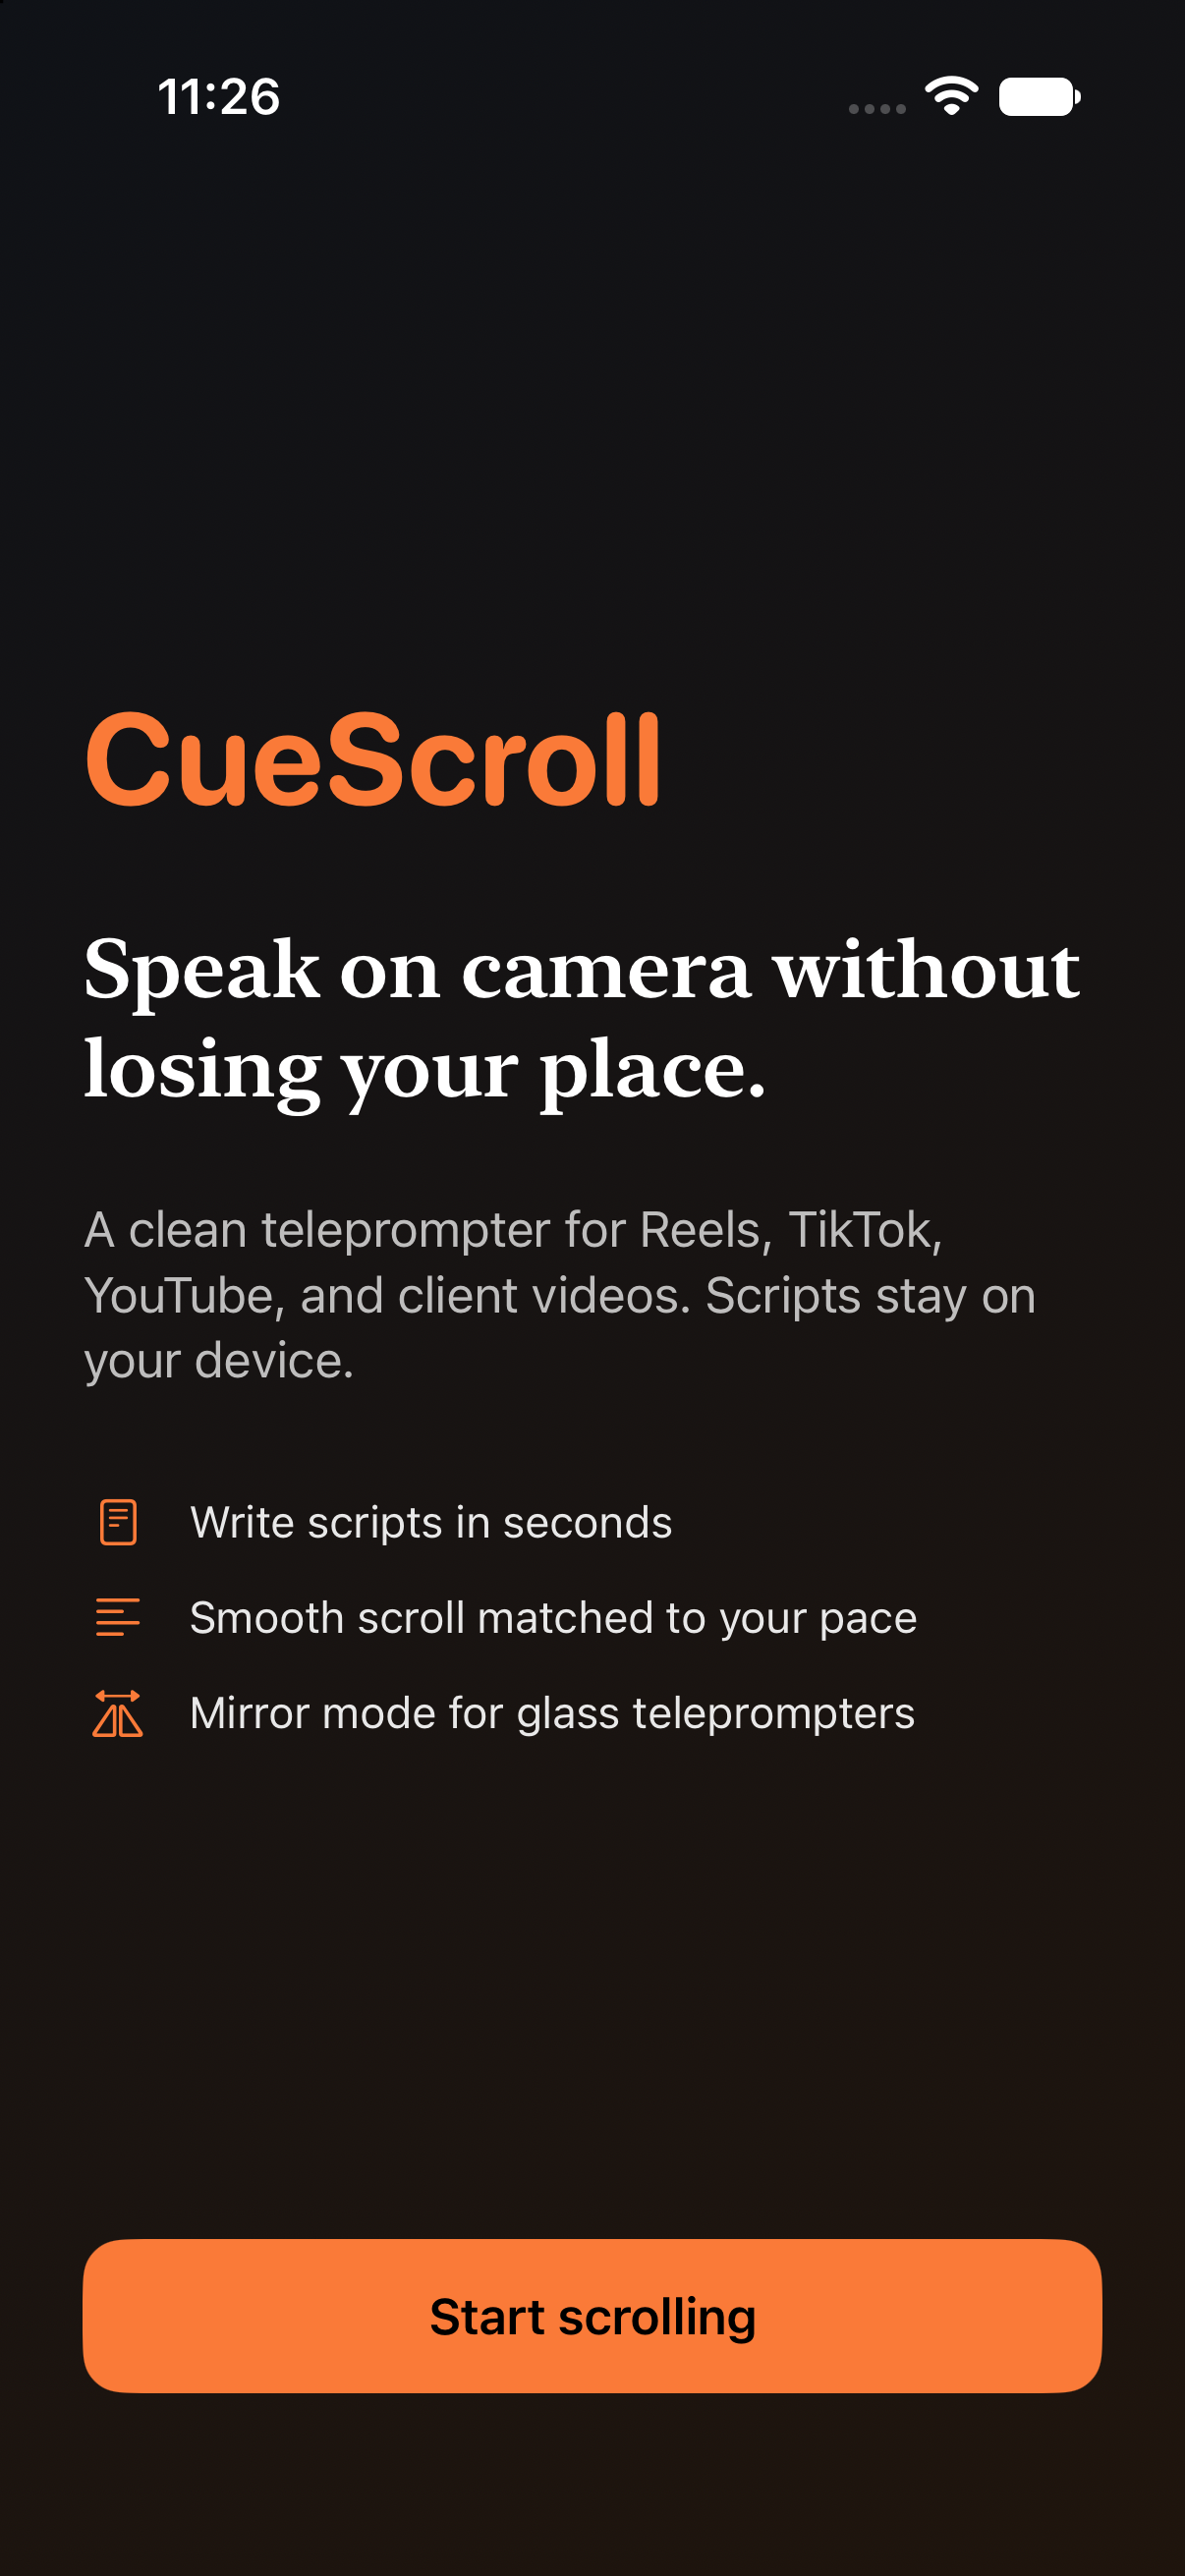 11:26
CueScroll
Speak on camera without
losing your place.
A clean teleprompter for Reels, TikTok,
YouTube, and client videos. Scripts stay on
your device.
Write scripts in seconds
Smooth scroll matched to your pace
Mirror mode for glass teleprompters
Start scrolling